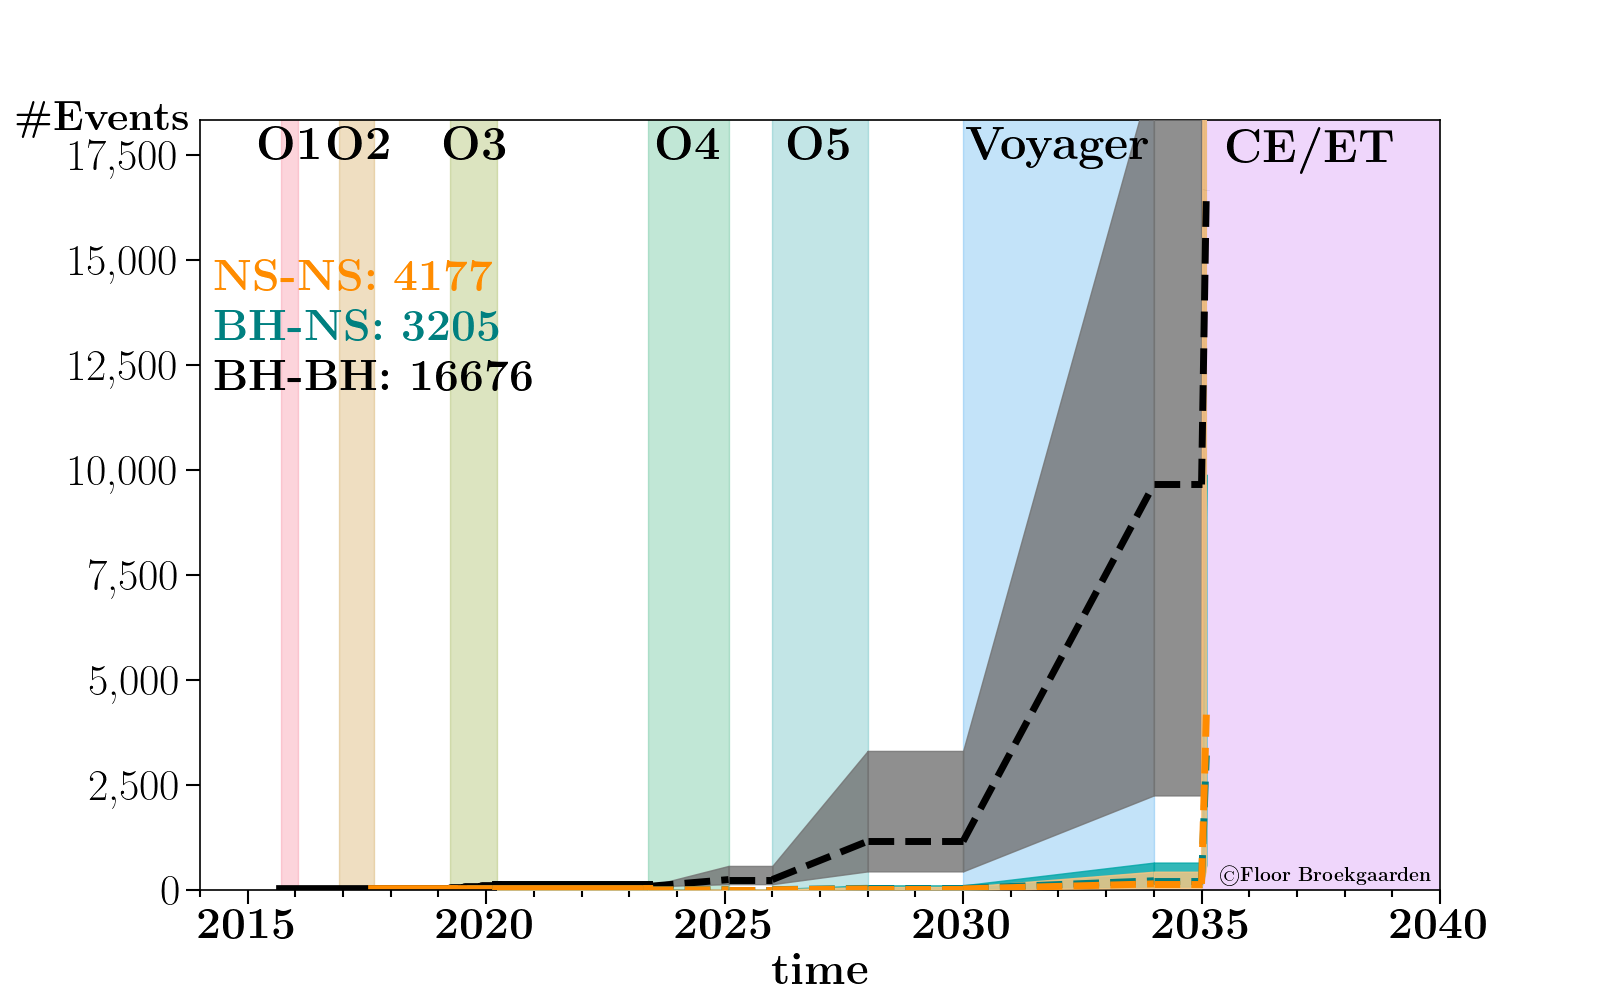 #Events
O1 O2 O3 O4 O5 Voyager CE/ET
17,500
15,000
NS-NS: 4177
BH-NS: 3205
12,500
BH-BH: 16676
10,000
7,500
5,000
2,500
0
©Floor Broekgaarden
2015 2020 2025 2030 2035 2040
time